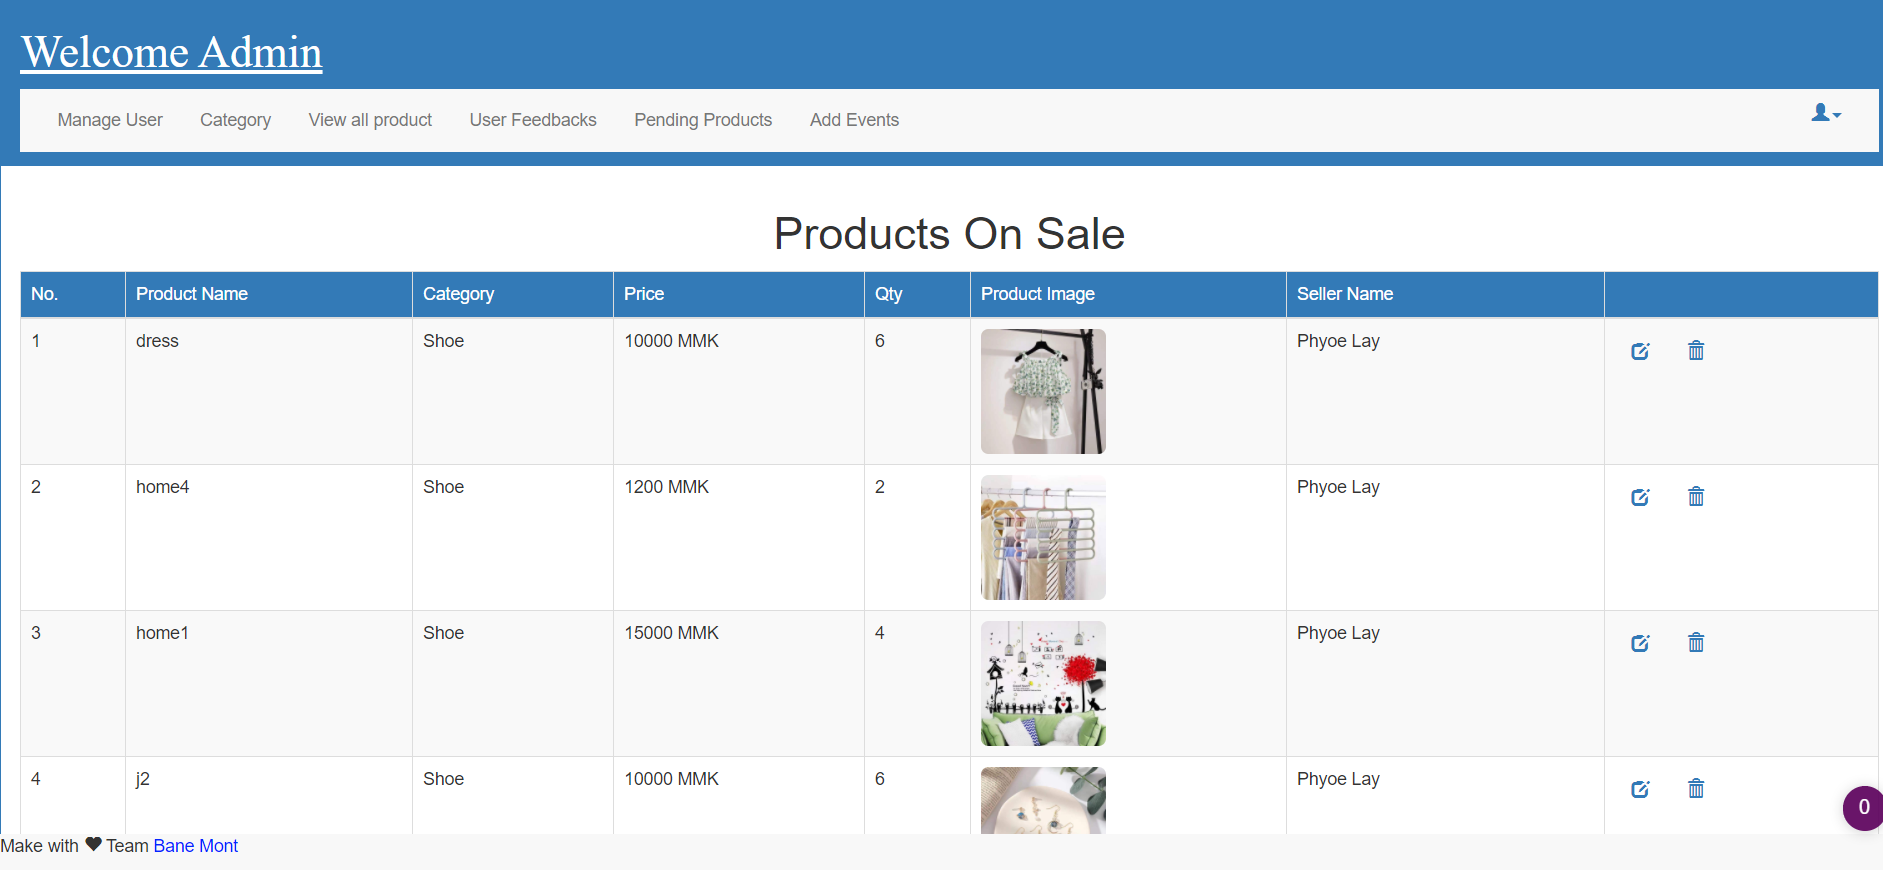 Welcome Admin
Manage User Category View all product User Feedbacks Pending Products Add Events
Products On Sale
No. Product Name Category Price Qty Product Image Seller Name
1 dress Shoe 10000 MMK 6 Phyoe Lay
2 home4 Shoe 1200 MMK 2 Phyoe Lay
3 home1 Shoe 15000 MMK 4 Phyoe Lay
4 j2 Shoe 10000 MMK 6 Phyoe Lay
0
Make with ♥ Team Bane Mont